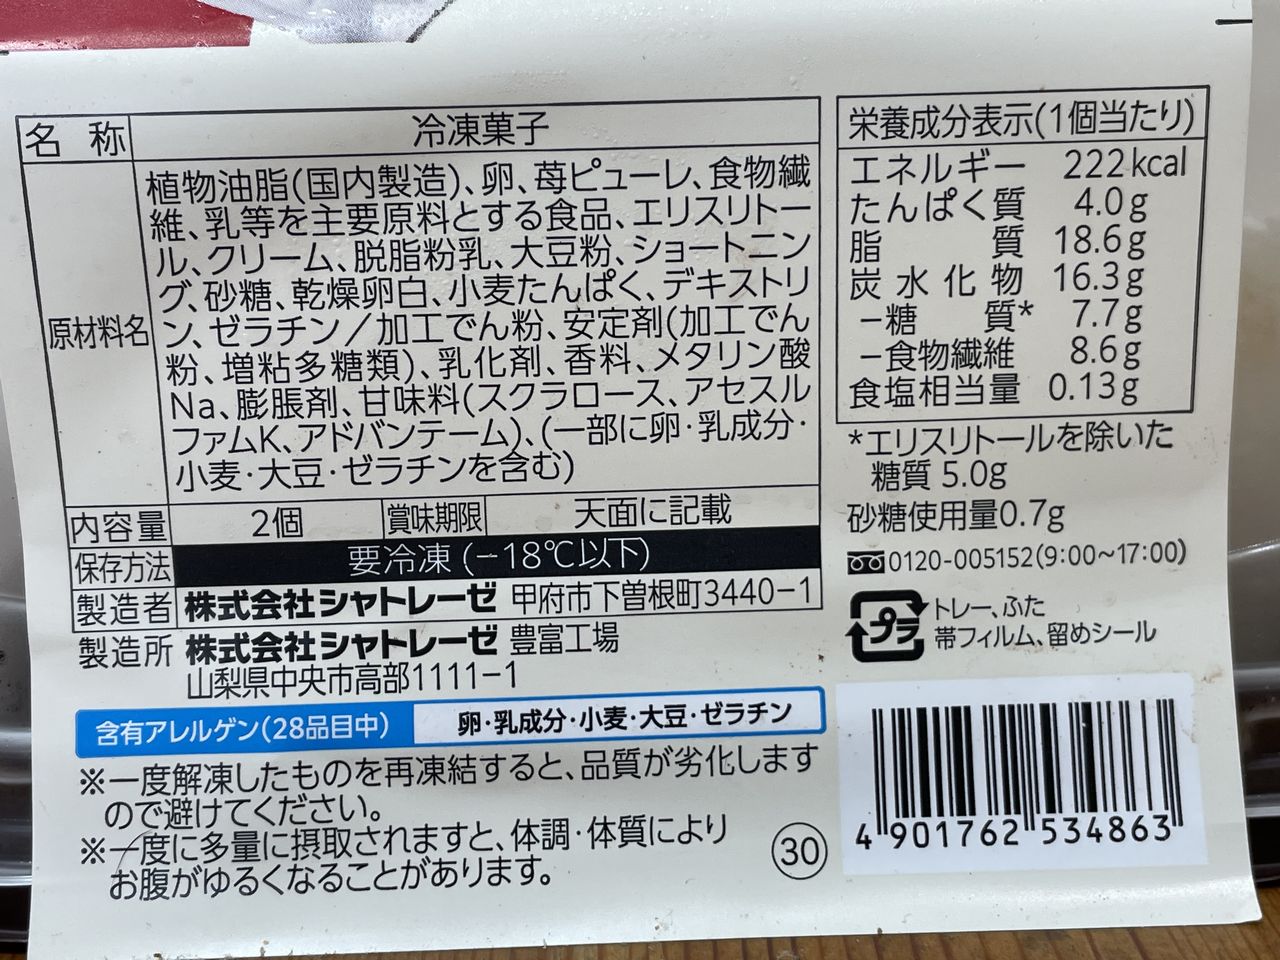 名 称 冷凍菓子
原材料名
植物油脂(国内製造)、卵、苺ピューレ、食物繊
維、乳等を主要原料とする食品、エリスリトー
ル、クリーム、脱脂粉乳、大豆粉、ショートニン
グ、砂糖、乾燥卵白、小麦たんぱく、デキストリ
ン、ゼラチン/加工でん粉、安定剤(加工でん
粉、増粘多糖類)、乳化剤、香料、メタリン酸
Na、膨脹剤、甘味料(スクラロース、アセスル
ファムK、アドバンテーム)、(一部に卵・乳成分・
小麦・大豆・ゼラチンを含む)
内容量 2個 賞味期限 天面に記載
保存方法 要冷凍(-18℃以下)
製造者 株式会社シャトレーゼ 甲府市下曽根町3440-1
製造所 株式会社シャトレーゼ 豊富工場
山梨県中央市高部1111-1
含有アレルゲン(28品目中) 卵・乳成分・小麦・大豆・ゼラチン
※一度解凍したものを再凍結すると、品質が劣化します
ので避けてください。
※一度に多量に摂取されますと、体調・体質により
お腹がゆるくなることがあります。
30
栄養成分表示(1個当たり)
エネルギー 222kcal
たんぱく質 4.0g
脂質 18.6g
炭水化物 16.3g
-糖質* 7.7g
-食物繊維 8.6g
食塩相当量 0.13g
*エリスリトールを除いた
糖質 5.0g
砂糖使用量0.7g
0120-005152(9:00~17:00)
プラ
トレー、ふた
帯フィルム、留めシール
4 901762 534863